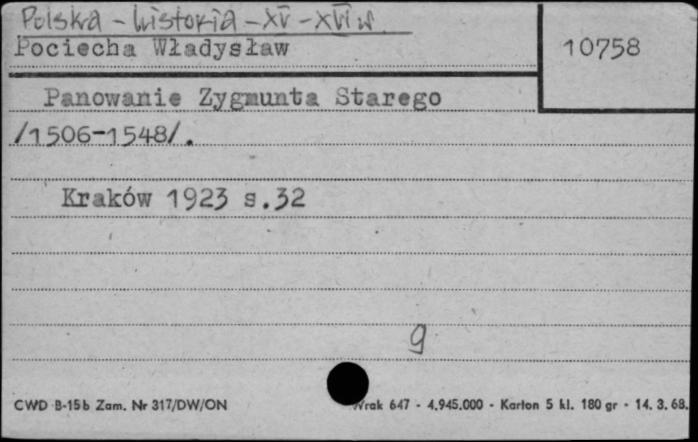 Polska - historia - XV - XVI w
Pociecha Władysław
10758
Panowanie Zygmunta Starego
/1506-1548/.
Kraków 1923 s.32
9
CWD B-15b Zam. Nr 317/DW/ON
Wrak 647 - 4.945.000 - Karton 5 kl. 180 gr - 14. 3. 68.